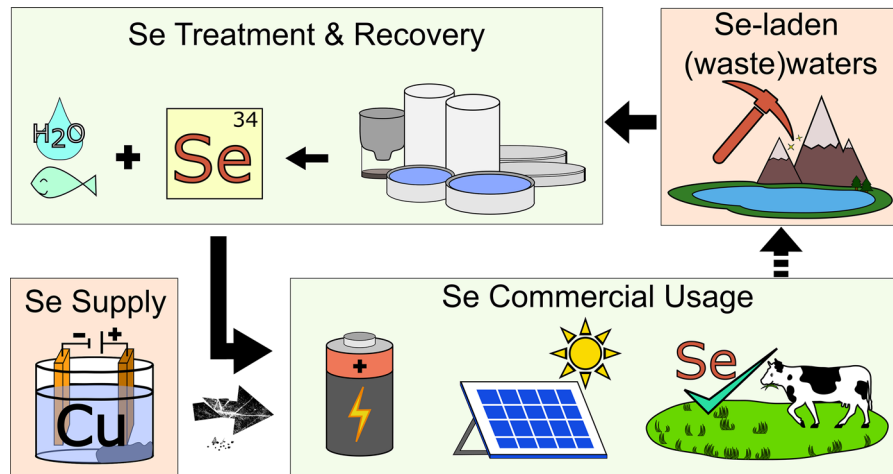 Se Treatment & Recovery
H2O
+
34
Se
Se-laden
(waste)waters
Se Supply
- +
Cu
Se Commercial Usage
+
Se